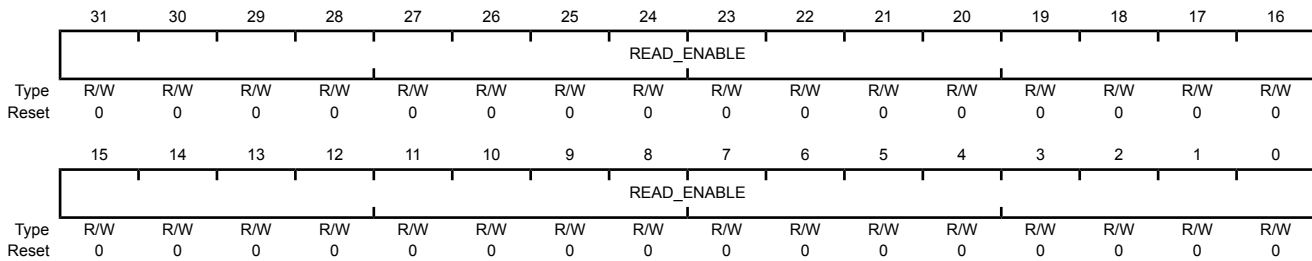 31 30 29 28 27 26 25 24 23 22 21 20 19 18 17 16
READ_ENABLE
Type R/W R/W R/W R/W R/W R/W R/W R/W R/W R/W R/W R/W R/W R/W R/W R/W
Reset 0 0 0 0 0 0 0 0 0 0 0 0 0 0 0 0
15 14 13 12 11 10 9 8 7 6 5 4 3 2 1 0
READ_ENABLE
Type R/W R/W R/W R/W R/W R/W R/W R/W R/W R/W R/W R/W R/W R/W R/W R/W
Reset 0 0 0 0 0 0 0 0 0 0 0 0 0 0 0 0